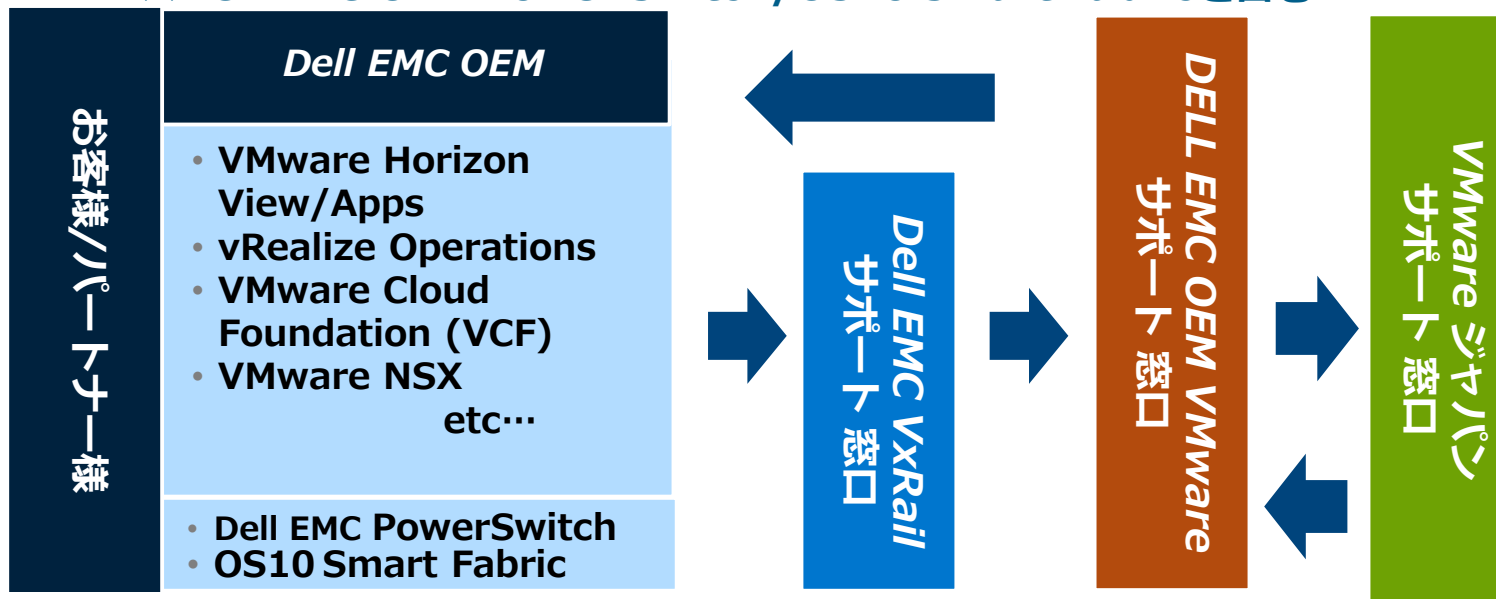 お客様/パートナー様
Dell EMC OEM
• VMware Horizon
View/Apps
• vRealize Operations
• VMware Cloud
Foundation (VCF)
• VMware NSX
etc…
• Dell EMC PowerSwitch
• OS10 Smart Fabric
Dell EMC VxRail
サポート 窓口
DELL EMC OEM VMware
サポート 窓口
VMware ジャパン
サポート 窓口